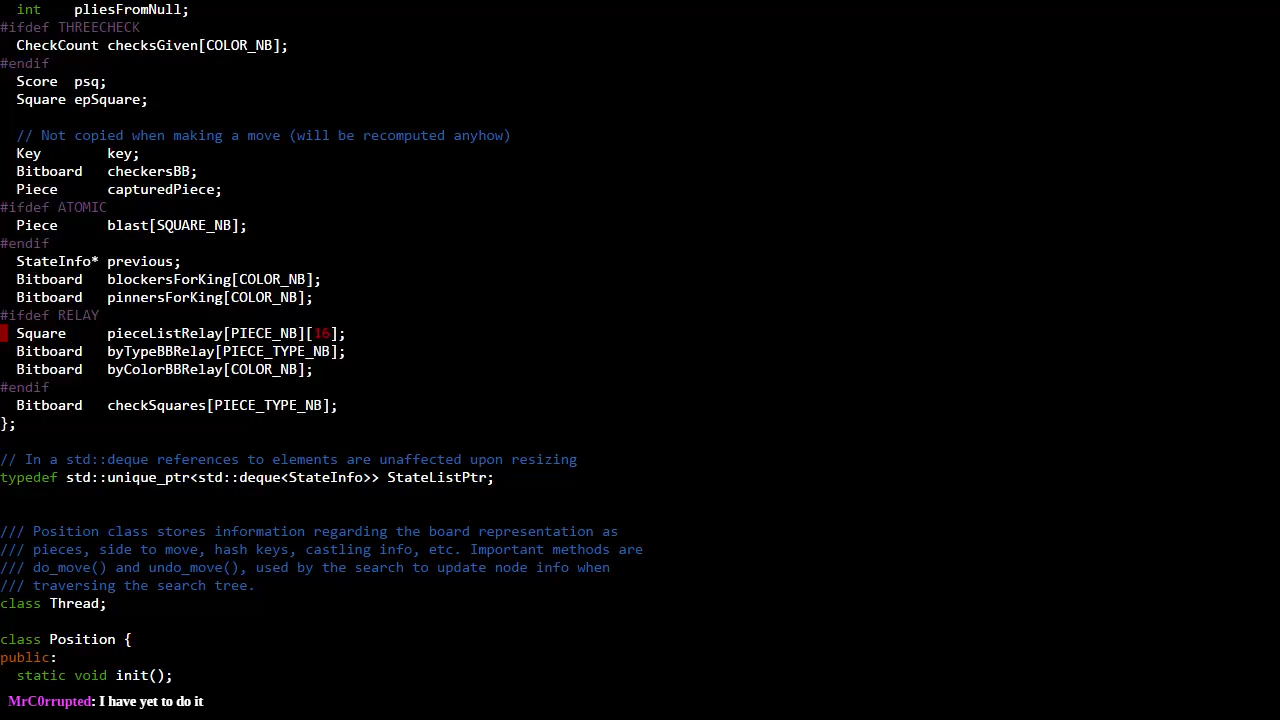 int    pliesFromNull;
#ifdef THREECHECK
  CheckCount checksGiven[COLOR_NB];
#endif
  Score  psq;
  Square epSquare;
  // Not copied when making a move (will be recomputed anyhow)
  Key        key;
  Bitboard   checkersBB;
  Piece      capturedPiece;
#ifdef ATOMIC
  Piece      blast[SQUARE_NB];
#endif
  StateInfo* previous;
  Bitboard   blockersForKing[COLOR_NB];
  Bitboard   pinnersForKing[COLOR_NB];
#ifdef RELAY
  Square     pieceListRelay[PIECE_NB][16];
  Bitboard   byTypeBBRelay[PIECE_TYPE_NB];
  Bitboard   byColorBBRelay[COLOR_NB];
#endif
  Bitboard   checkSquares[PIECE_TYPE_NB];
};
// In a std::deque references to elements are unaffected upon resizing
typedef std::unique_ptr<std::deque<StateInfo>> StateListPtr;
/// Position class stores information regarding the board representation as
/// pieces, side to move, hash keys, castling info, etc. Important methods are
/// do_move() and undo_move(), used by the search to update node info when
/// traversing the search tree.
class Thread;
class Position {
public:
  static void init();
MrC0rrupted: I have yet to do it